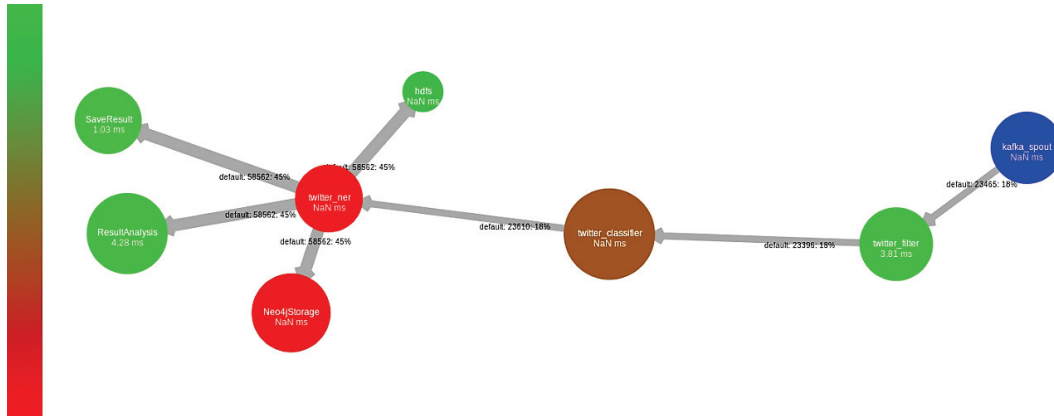 hdfs
NaN ms
SaveResult
1.03 ms
kafka_spout
NaN ms
default: 58562: 45%
default: 58562: 45%
default: 23465: 18%
twitter_ner
NaN ms
default: 58562: 45%
ResultAnalysis
4.28 ms
default: 23610: 18%
twitter_classifier
NaN ms
default: 58562: 45%
default: 23396: 18%
twitter_filter
3.81 ms
Neo4jStorage
NaN ms